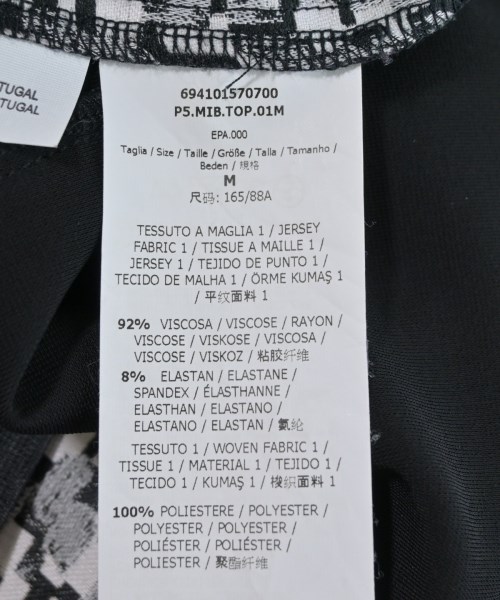 TUGAL
TUGAL
694101570700
P5.MIB.TOP.01M
EPA.000
Taglia / Size / Taille / Größe / Talla / Tamanho /
Beden / 规格
M
尺码: 165/88A
TESSUTO A MAGLIA 1 / JERSEY
FABRIC 1 / TISSUE A MAILLE 1 /
JERSEY 1 / TEJIDO DE PUNTO 1 /
TECIDO DE MALHA 1 / ÖRME KUMAŞ 1
/ 平纹面料 1
92% VISCOSA / VISCOSE / RAYON /
VISCOSE / VISKOSE / VISCOSA /
VISCOSE / VISKOZ / 粘胶纤维
8% ELASTAN / ELASTANE /
SPANDEX / ÉLASTHANNE /
ELASTHAN / ELASTANO /
ELASTANO / ELASTAN / 氨纶
TESSUTO 1 / WOVEN FABRIC 1 /
TISSUE 1 / MATERIAL 1 / TEJIDO 1 /
TECIDO 1 / KUMAŞ 1 / 梭织面料 1
100% POLIESTERE / POLYESTER /
POLYESTER / POLYESTER /
POLIÉSTER / POLIÉSTER /
POLIESTER / 聚酯纤维